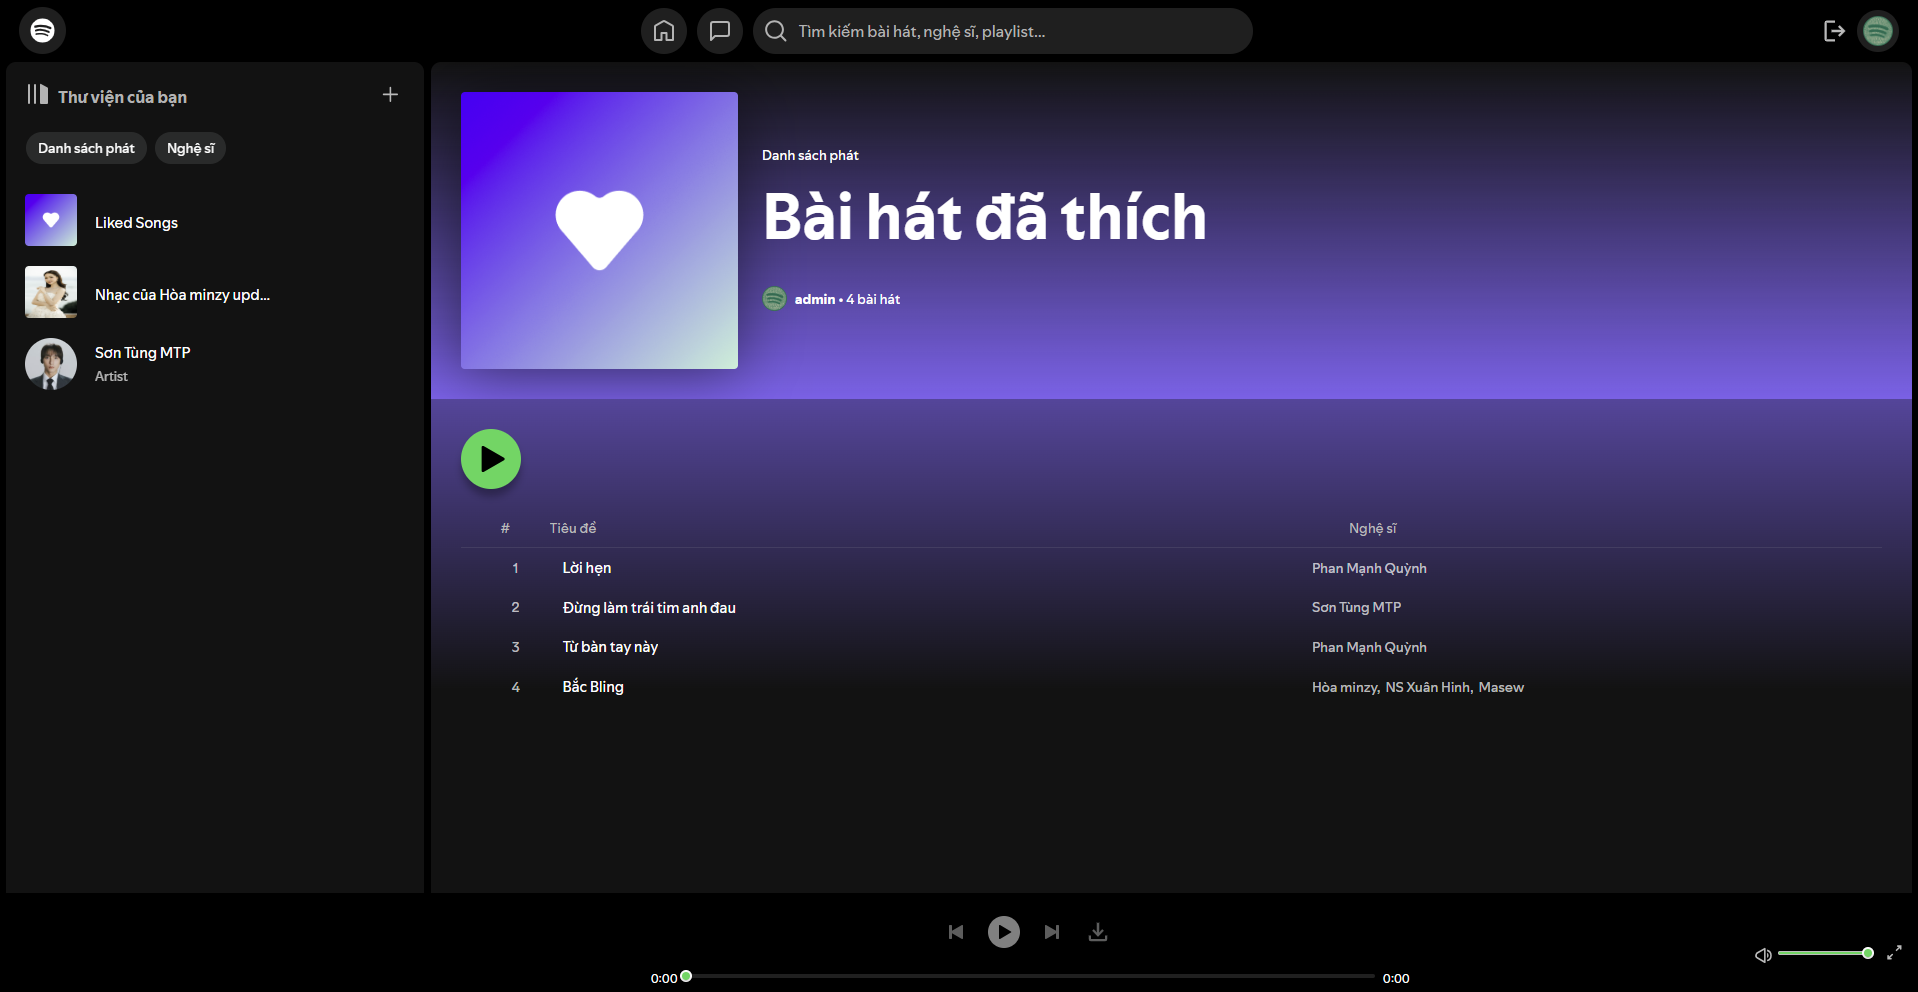 Tìm kiếm bài hát, nghệ sĩ, playlist...
Thư viện của bạn
Danh sách phát
Nghệ sĩ
Liked Songs
Nhạc của Hòa minzy upd...
Sơn Tùng MTP
Artist
Danh sách phát
Bài hát đã thích
admin • 4 bài hát
# Tiêu đề Nghệ sĩ
1 Lời hẹn Phan Mạnh Quỳnh
2 Đừng làm trái tim anh đau Sơn Tùng MTP
3 Từ bàn tay này Phan Mạnh Quỳnh
4 Bắc Bling Hòa minzy, NS Xuân Hinh, Masew
0:00 0:00